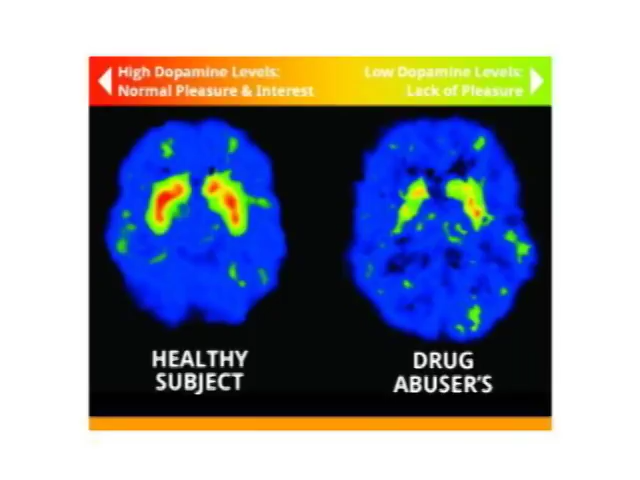 High Dopamine Levels:
Normal Pleasure & Interest
Low Dopamine Levels:
Lack of Pleasure
HEALTHY
SUBJECT
DRUG
ABUSER'S